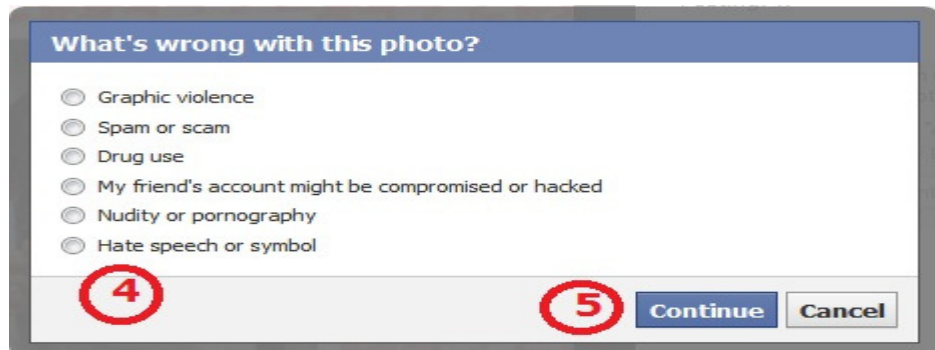 What's wrong with this photo?
Graphic violence
Spam or scam
Drug use
My friend's account might be compromised or hacked
Nudity or pornography
Hate speech or symbol
4
5 Continue Cancel